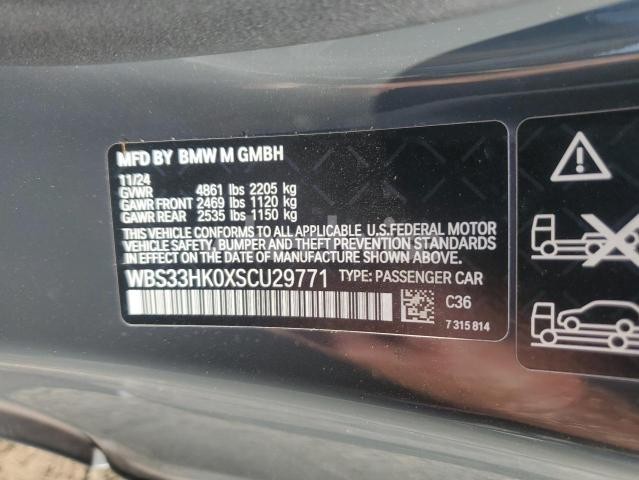 MFD BY BMW M GMBH
11/24
GVWR 4861 lbs 2205 kg
GAWR FRONT 2469 lbs 1120 kg
GAWR REAR 2535 lbs 1150 kg
THIS VEHICLE CONFORMS TO ALL APPLICABLE U.S.FEDERAL MOTOR
VEHICLE SAFETY, BUMPER AND THEFT PREVENTION STANDARDS
IN EFFECT ON THE DATE OF MANUFACTURE SHOWN ABOVE.
WBS33HK0XSCU29771 TYPE: PASSENGER CAR
C36
7 315 814